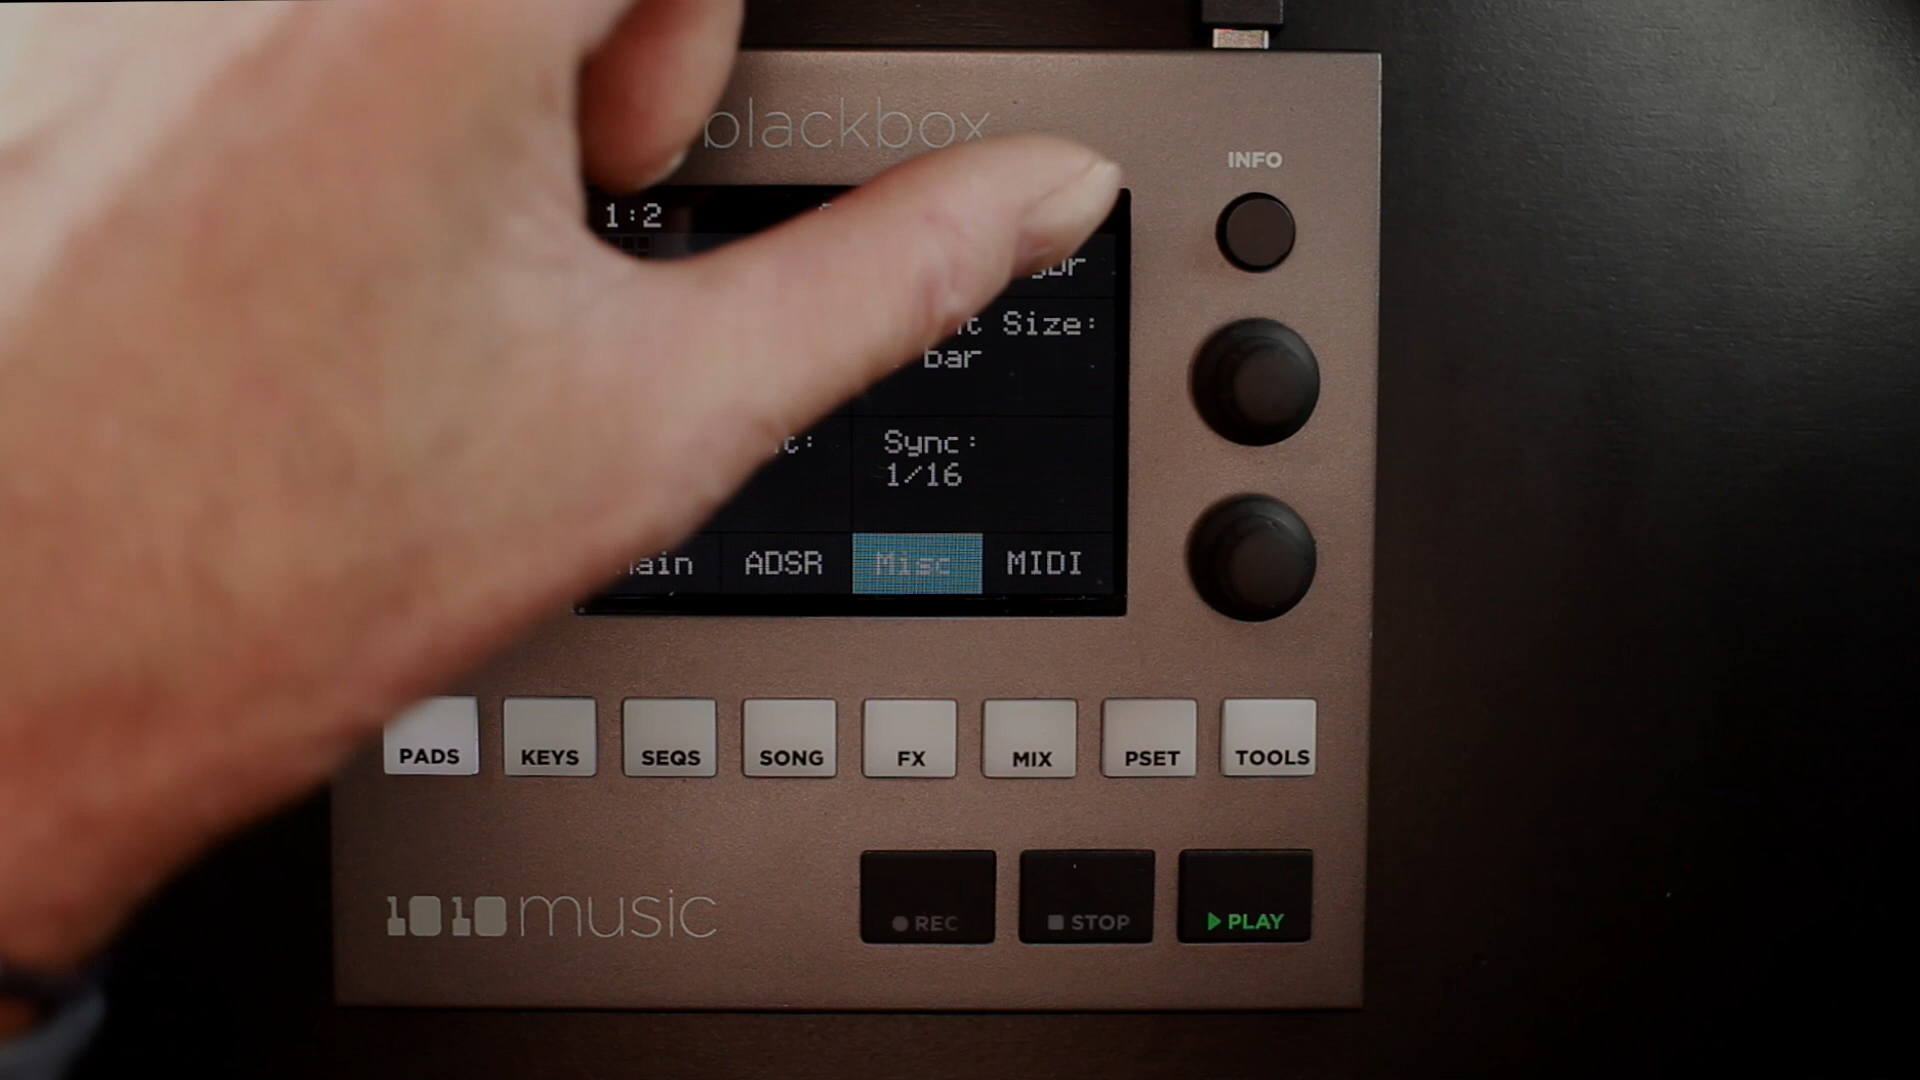 blackbox
INFO
1:2
Size:
bar
Sync:
1/16
ADSR Misc MIDI
PADS KEYS SEQS SONG FX MIX PSET TOOLS
1010music
REC STOP PLAY